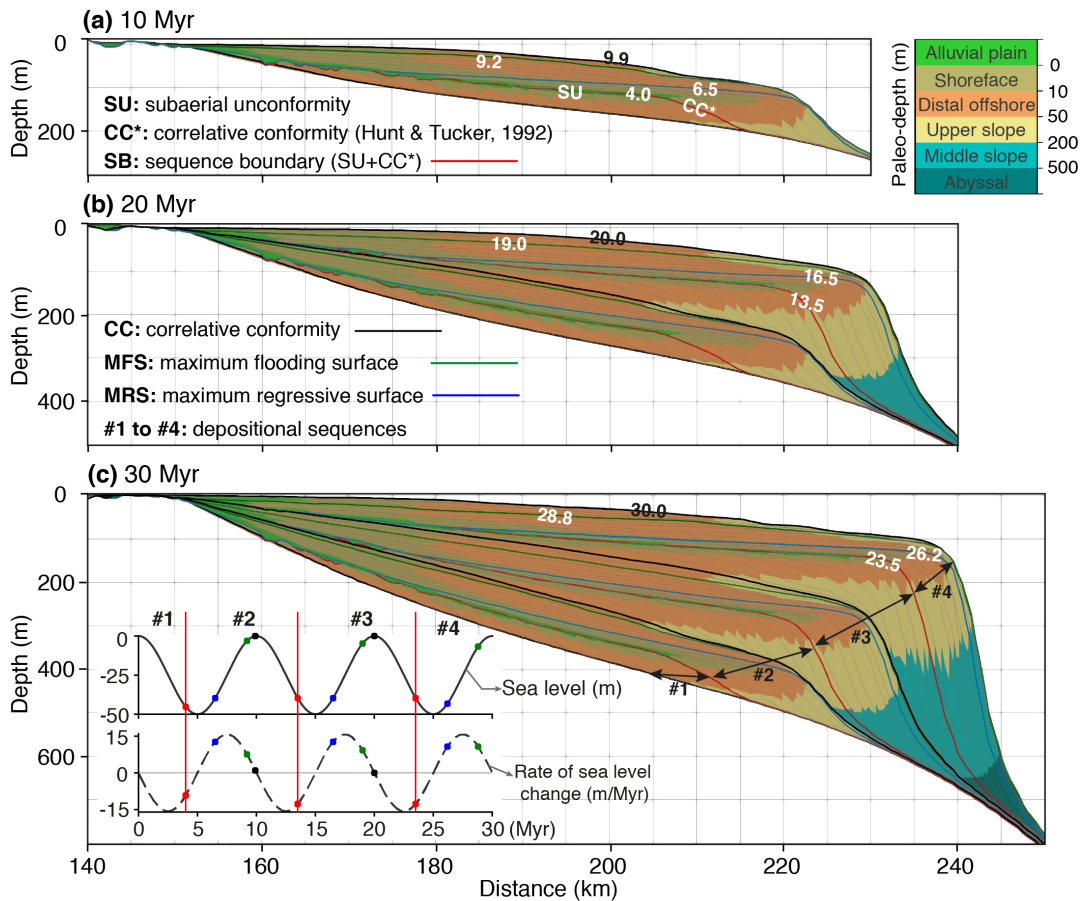 (a) 10 Myr
0
200
Depth (m)
9.2
9.9
SU
4.0
6.5
CC*
SU: subaerial unconformity
CC*: correlative conformity (Hunt & Tucker, 1992)
SB: sequence boundary (SU+CC*)
Paleo-depth (m)
Alluvial plain
0
Shoreface
10
Distal offshore
50
Upper slope
200
Middle slope
500
Abyssal
(b) 20 Myr
0
200
400
Depth (m)
19.0
20.0
16.5
13.5
CC: correlative conformity
MFS: maximum flooding surface
MRS: maximum regressive surface
#1 to #4: depositional sequences
(c) 30 Myr
0
200
400
600
Depth (m)
28.8
30.0
23.5
26.2
#4
#3
#2
#1
#1
#2
#3
#4
0
-25
-50
Sea level (m)
15
0
-15
Rate of sea level
change (m/Myr)
0
5
10
15
20
25
30 (Myr)
140
160
180
200
220
240
Distance (km)